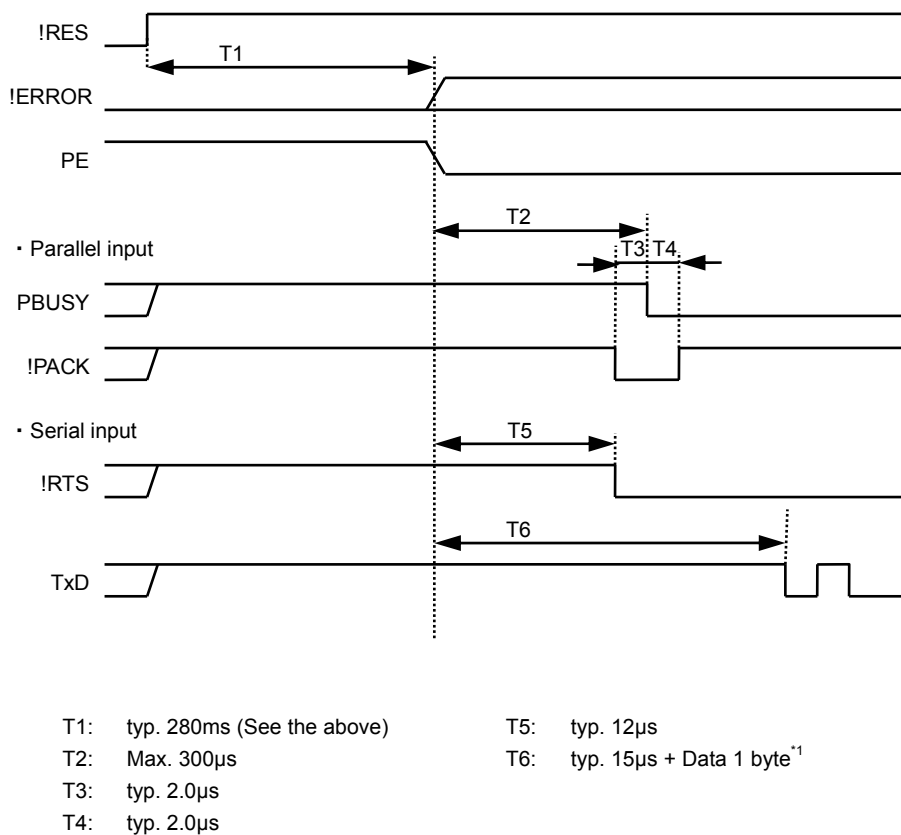 !RES
T1
!ERROR
PE
T2
・Parallel input
T3 T4
PBUSY
!PACK
・Serial input
T5
!RTS
T6
TxD
T1: typ. 280ms (See the above)
T2: Max. 300µs
T3: typ. 2.0µs
T4: typ. 2.0µs
T5: typ. 12µs
T6: typ. 15µs + Data 1 byte*1